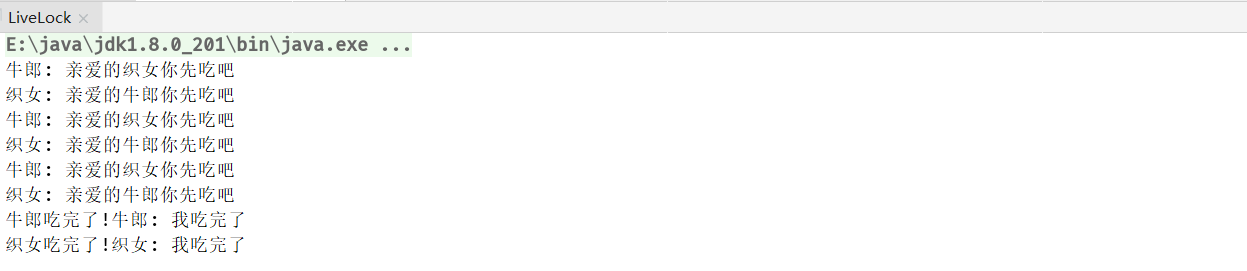 LiveLock ×
E:\java\jdk1.8.0_201\bin\java.exe ...
牛郎: 亲爱的织女你先吃吧
织女: 亲爱的牛郎你先吃吧
牛郎: 亲爱的织女你先吃吧
织女: 亲爱的牛郎你先吃吧
牛郎: 亲爱的织女你先吃吧
织女: 亲爱的牛郎你先吃吧
牛郎吃完了!牛郎: 我吃完了
织女吃完了!织女: 我吃完了